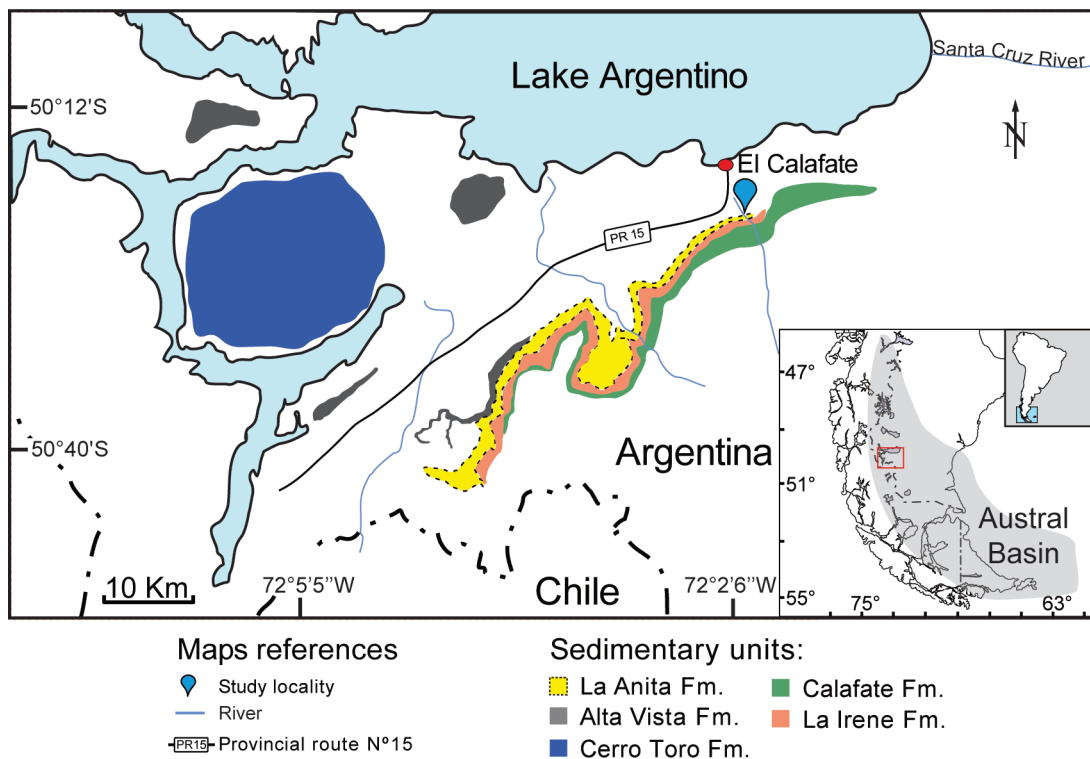 Lake Argentino
Santa Cruz River
50°12'S
N
El Calafate
PR 15
47°
Argentina
50°40'S
51°
Austral
Basin
10 Km
72°5'5''W
Chile
72°2'6''W
55°
75°
63°
Maps references
Study locality
River
PR15 Provincial route Nº15
Sedimentary units:
La Anita Fm.
Calafate Fm.
Alta Vista Fm.
La Irene Fm.
Cerro Toro Fm.